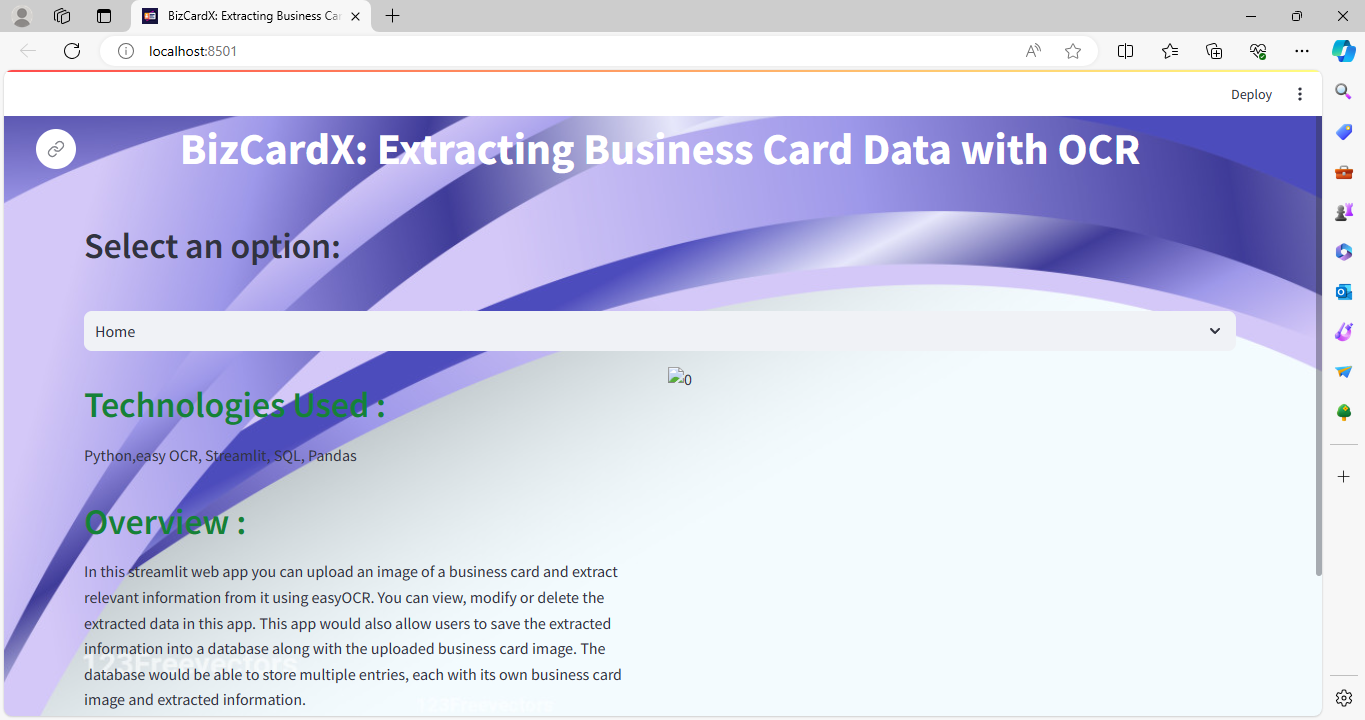 BizCardX: Extracting Business Car
localhost:8501
Deploy
BizCardX: Extracting Business Card Data with OCR
Select an option:
Home
0
Technologies Used :
Python,easy OCR, Streamlit, SQL, Pandas
Overview :
In this streamlit web app you can upload an image of a business card and extract
relevant information from it using easyOCR. You can view, modify or delete the
extracted data in this app. This app would also allow users to save the extracted
information into a database along with the uploaded business card image. The
123Freevectors
database would be able to store multiple entries, each with its own business card
image and extracted information.
123Freevectors